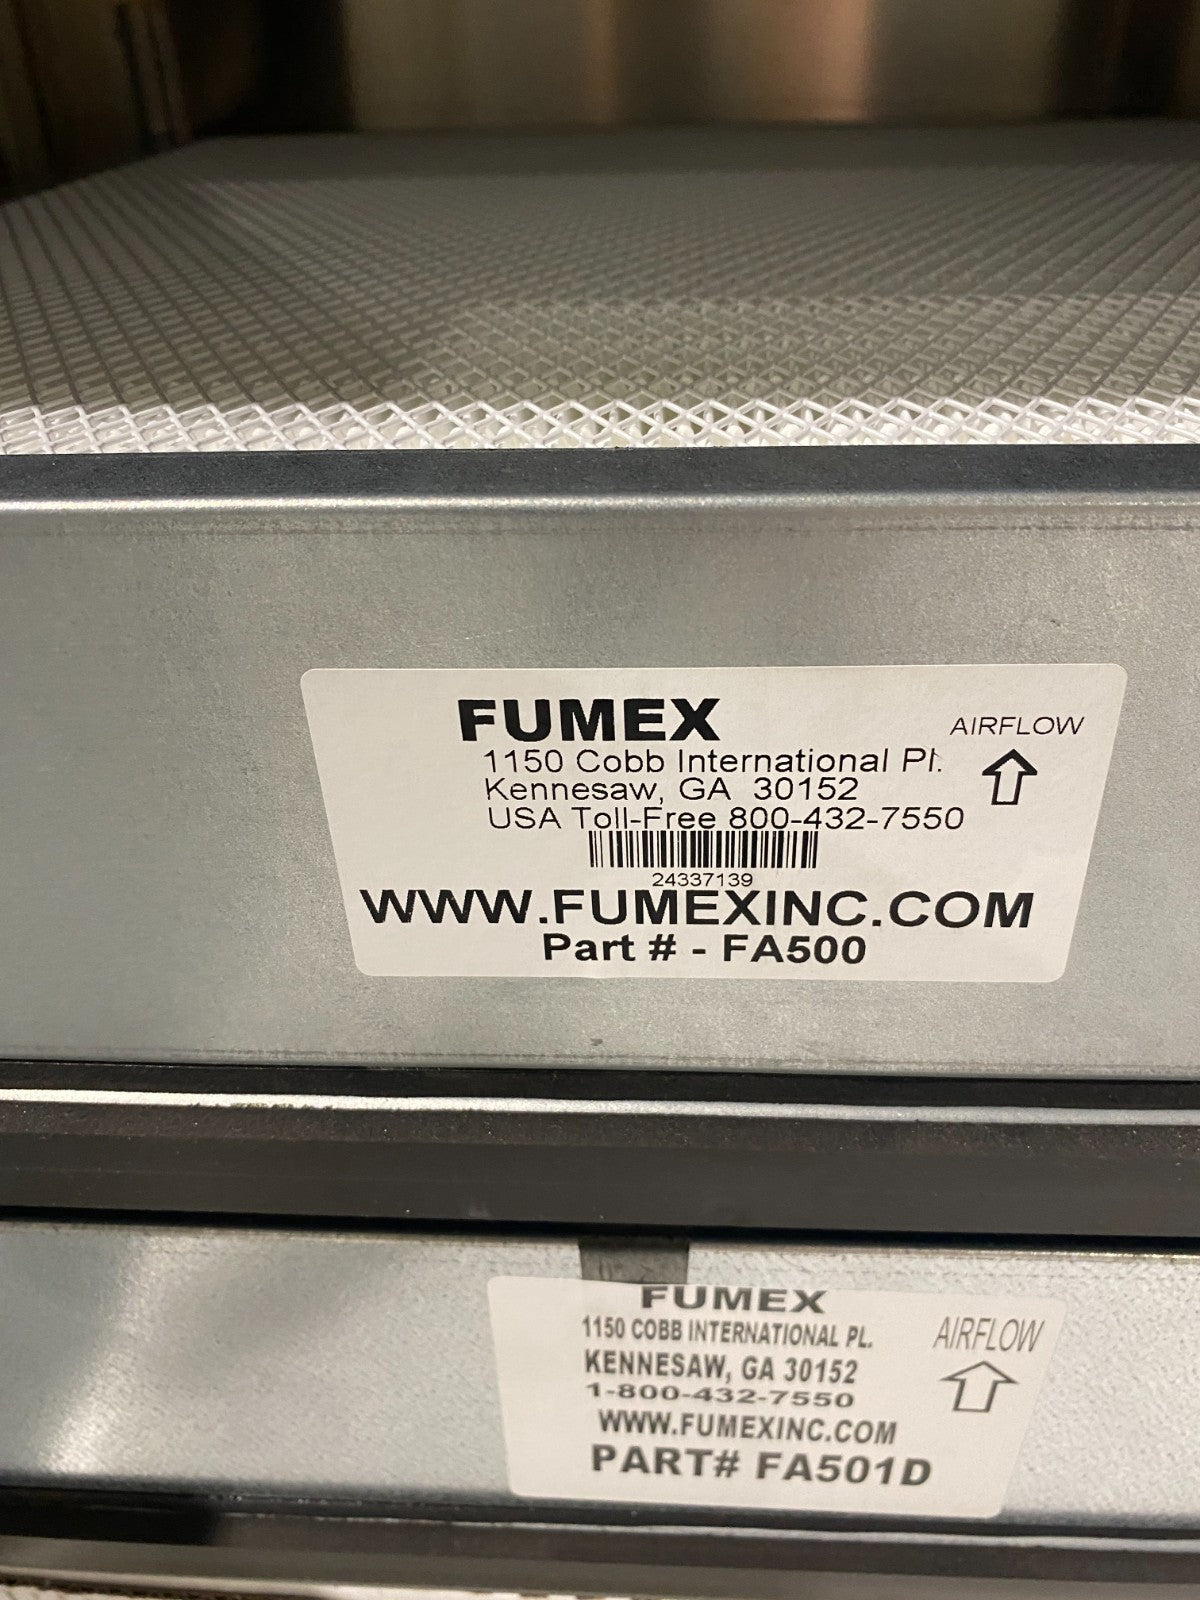 FUMEX
AIRFLOW
1150 Cobb International Pl.
Kennesaw, GA 30152
USA Toll-Free 800-432-7550
24337139
WWW.FUMEXINC.COM
Part # - FA500
FUMEX
1150 COBB INTERNATIONAL PL.
AIRFLOW
KENNESAW, GA 30152
1-800-432-7550
WWW.FUMEXINC.COM
PART# FA501D